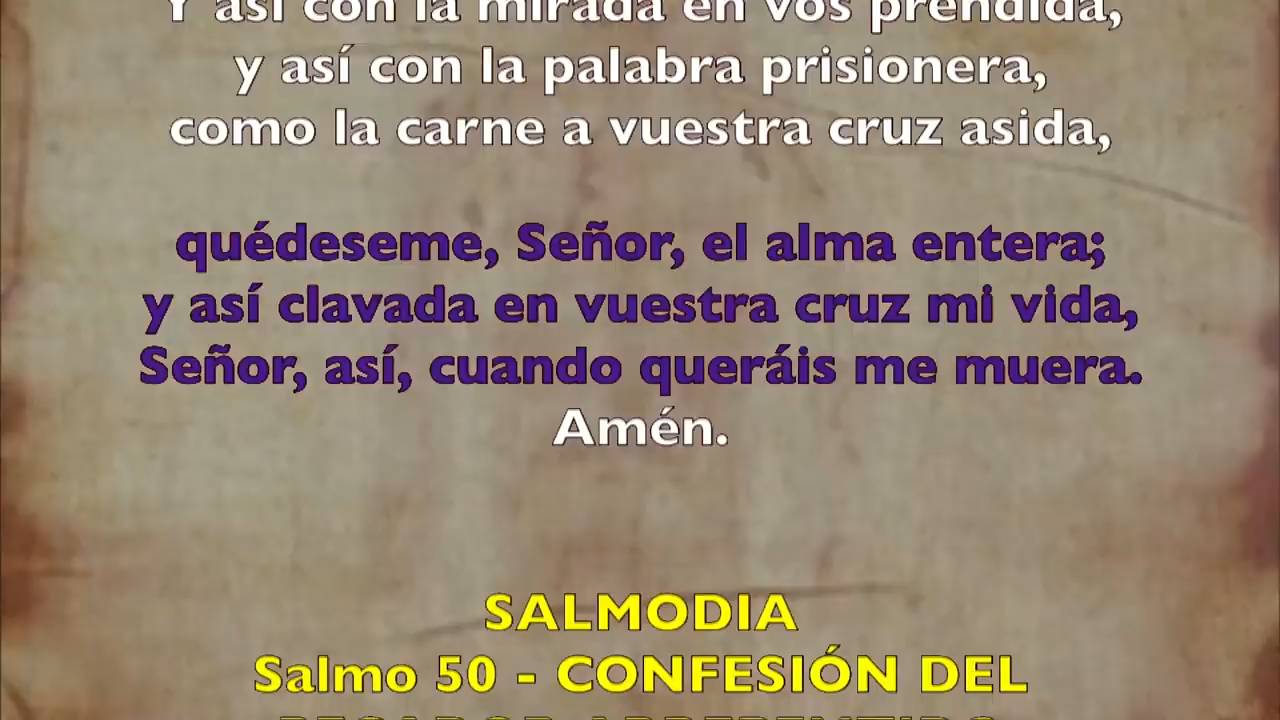 Y así con la mirada en vos prendida,
y así con la palabra prisionera,
como la carne a vuestra cruz asida,
quédeseme, Señor, el alma entera;
y así clavada en vuestra cruz mi vida,
Señor, así, cuando queráis me muera.
Amén.
SALMODIA
Salmo 50 - CONFESIÓN DEL